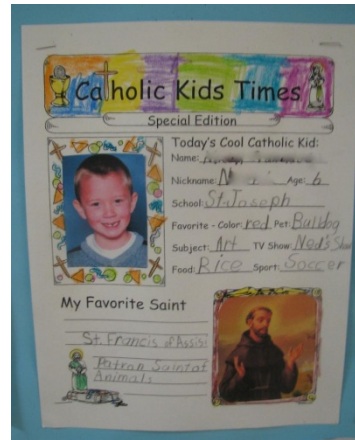 Catholic Kids Times
Special Edition
Today's Cool Catholic Kid:
Name:
Nickname: Age: 6
School: St. Joseph
Favorite - Color: red Pet: Bulldog
Subject: Art TV Show: Ned's Show
Food: Rice Sport: Soccer
My Favorite Saint
St. Francis of Assisi
Patron Saint of
Animals